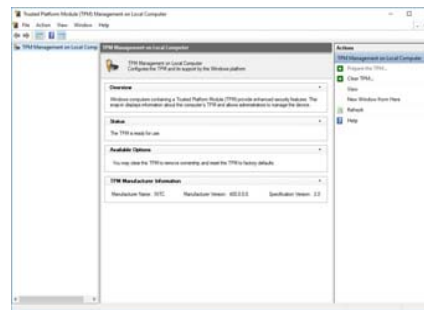 Trusted Platform Module (TPM) Management on Local Computer
File Action View Window Help
TPM Management on Local Comp
TPM Management on Local Computer
TPM Management on Local Computer
Configures the TPM and its support by the Windows platform
Overview
Windows computers containing a Trusted Platform Module (TPM) provide enhanced security features. This
snap-in displays information about the computer's TPM and allows administrators to manage the device.
Status
The TPM is ready for use.
Available Options
You may clear the TPM to remove ownership and reset the TPM to factory defaults.
TPM Manufacturer Information
Manufacturer Name: Manufacturer Version: Specification Version: 2.0
Actions
TPM Management on Local Computer
Prepare the TPM...
Clear TPM...
View
New Window from Here
Refresh
Help